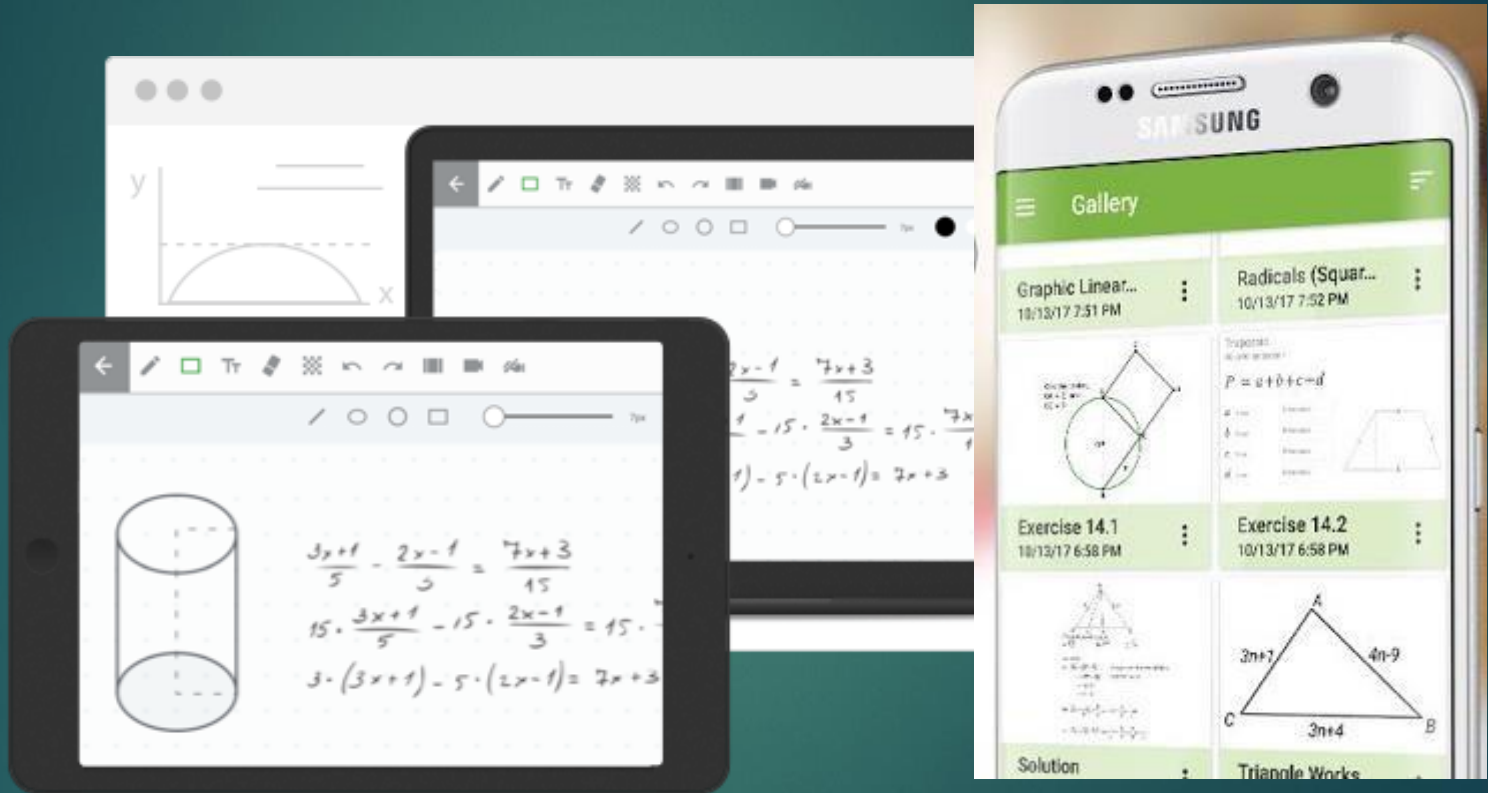 y
x
Tт
7px
2x-1 = 7x+3
3 15
-15 · 2x-1 = 15 · 7x
3
1) - 5·(2x-1) = 7x+3
Tт
7px
3x+1 - 2x-1 = 7x+3
5 3 15
15 · 3x+1 - 15 · 2x-1 = 15 ·
5 3
3·(3x+1) - 5·(2x-1) = 7x+3
SAMSUNG
Gallery
Graphic Linear...
10/13/17 7:51 PM
Radicals (Squar...
10/13/17 7:52 PM
P = a+b+c+d
a
b
c
d
Exercise 14.1
10/13/17 6:58 PM
Exercise 14.2
10/13/17 6:58 PM
A
3n+7
4n-9
C
B
3n+4
Solution
Triangle Works